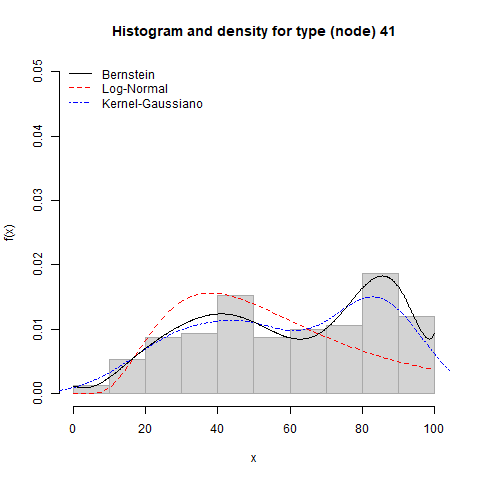 Histogram and density for type (node) 41
Bernstein
Log-Normal
Kernel-Gaussiano
0.05
0.04
0.03
0.02
0.01
0.00
f(x)
0 20 40 60 80 100
x